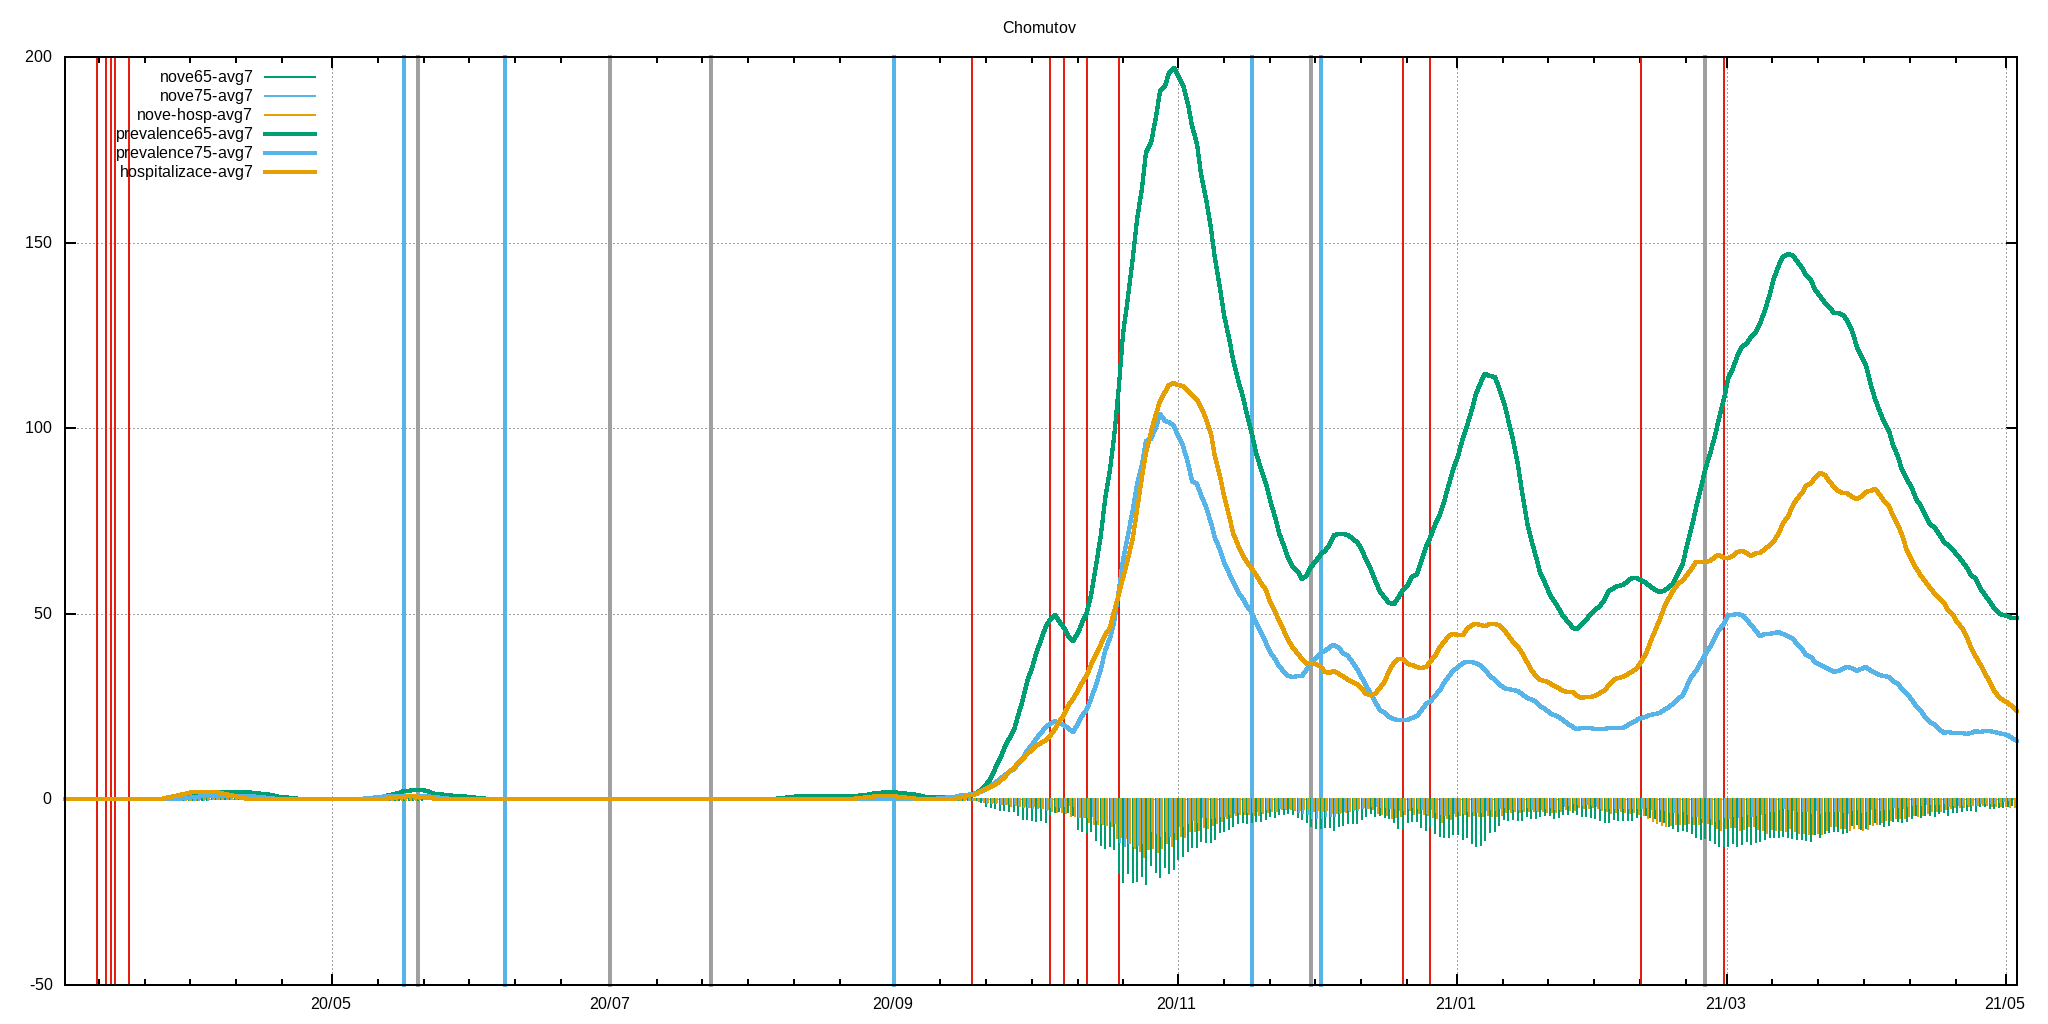 Chomutov
200
150
100
50
0
-50
nove65-avg7
nove75-avg7
nove-hosp-avg7
prevalence65-avg7
prevalence75-avg7
hospitalizace-avg7
20/05
20/07
20/09
20/11
21/01
21/03
21/05